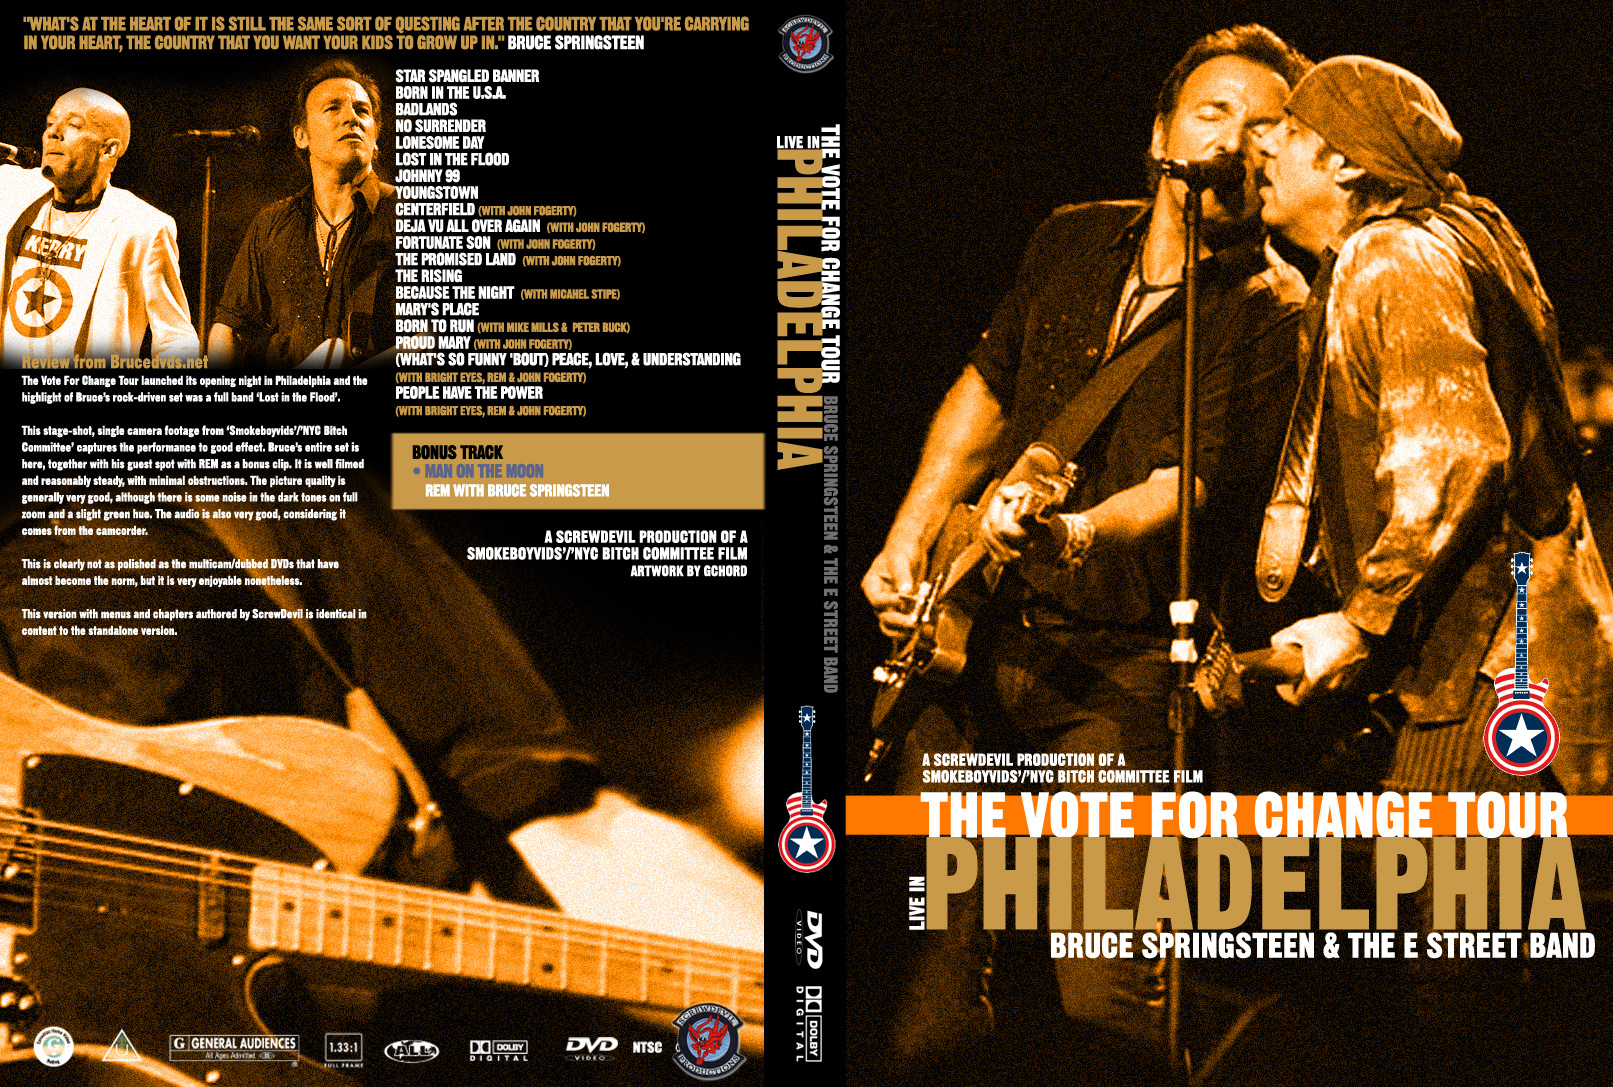 "WHAT'S AT THE HEART OF IT IS STILL THE SAME SORT OF QUESTING AFTER THE COUNTRY THAT YOU'RE CARRYING
IN YOUR HEART, THE COUNTRY THAT YOU WANT YOUR KIDS TO GROW UP IN." BRUCE SPRINGSTEEN
STAR SPANGLED BANNER
BORN IN THE U.S.A.
BADLANDS
NO SURRENDER
LONESOME DAY
LOST IN THE FLOOD
JOHNNY 99
YOUNGSTOWN
CENTERFIELD (WITH JOHN FOGERTY)
DEJA VU ALL OVER AGAIN (WITH JOHN FOGERTY)
FORTUNATE SON (WITH JOHN FOGERTY)
THE PROMISED LAND (WITH JOHN FOGERTY)
THE RISING
BECAUSE THE NIGHT (WITH MICAHEL STIPE)
MARY'S PLACE
BORN TO RUN (WITH MIKE MILLS & PETER BUCK)
PROUD MARY (WITH JOHN FOGERTY)
(WHAT'S SO FUNNY 'BOUT) PEACE, LOVE, & UNDERSTANDING
(WITH BRIGHT EYES, REM & JOHN FOGERTY)
PEOPLE HAVE THE POWER
(WITH BRIGHT EYES, REM & JOHN FOGERTY)
BONUS TRACK
• MAN ON THE MOON
REM WITH BRUCE SPRINGSTEEN
A SCREWDEVIL PRODUCTION OF A
SMOKEBOYVIDS'/'NYC BITCH COMMITTEE FILM
ARTWORK BY GCHORD
KERRY
Review from Brucedvds.net
The Vote For Change Tour launched its opening night in Philadelphia and the
highlight of Bruce's rock-driven set was a full band 'Lost in the Flood'.
This stage-shot, single camera footage from 'Smokeboyvids'/'NYC Bitch
Committee' captures the performance to good effect. Bruce's entire set is
here, together with his guest spot with REM as a bonus clip. It is well filmed
and reasonably steady, with minimal obstructions. The picture quality is
generally very good, although there is some noise in the dark tones on full
zoom and a slight green hue. The audio is also very good, considering it
comes from the camcorder.
This is clearly not as polished as the multicam/dubbed DVDs that have
almost become the norm, but it is very enjoyable nonetheless.
This version with menus and chapters authored by ScrewDevil is identical in
content to the standalone version.
G
U
G GENERAL AUDIENCES
All Ages Admitted
1.33:1
FULL FRAME
ALL
DOLBY
DIGITAL
DVD
VIDEO
NTSC
SCREWDEVIL
PRODUCTIONS
SCREWDEVIL
LIVE IN
PHILADELPHIA
THE VOTE FOR CHANGE TOUR
BRUCE SPRINGSTEEN & THE E STREET BAND
DVD
VIDEO
DOLBY
DIGITAL
A SCREWDEVIL PRODUCTION OF A
SMOKEBOYVIDS'/'NYC BITCH COMMITTEE FILM
THE VOTE FOR CHANGE TOUR
LIVE IN
PHILADELPHIA
BRUCE SPRINGSTEEN & THE E STREET BAND